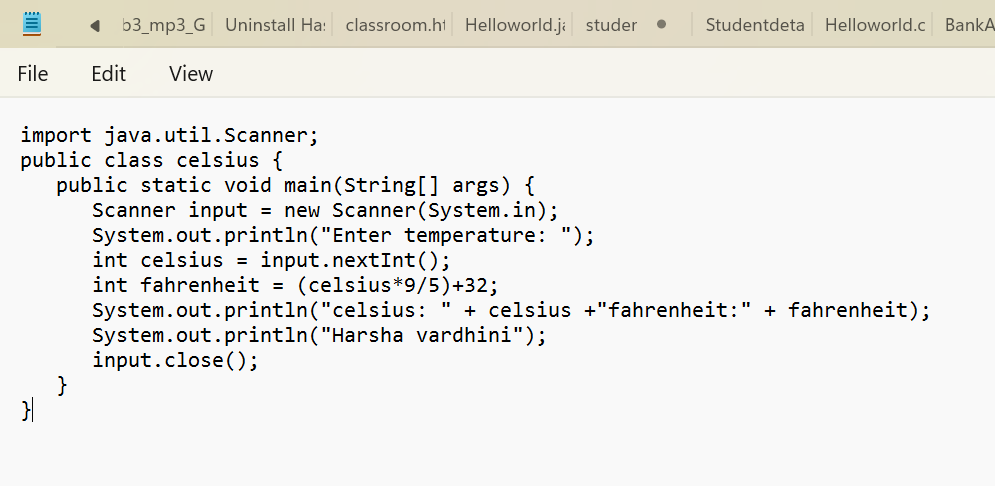 b3_mp3_G Uninstall Has classroom.ht Helloworld.ja studer Studentdeta Helloworld.c BankA
File Edit View
import java.util.Scanner;
public class celsius {
   public static void main(String[] args) {
      Scanner input = new Scanner(System.in);
      System.out.println("Enter temperature: ");
      int celsius = input.nextInt();
      int fahrenheit = (celsius*9/5)+32;
      System.out.println("celsius: " + celsius +"fahrenheit:" + fahrenheit);
      System.out.println("Harsha vardhini");
      input.close();
   }
}